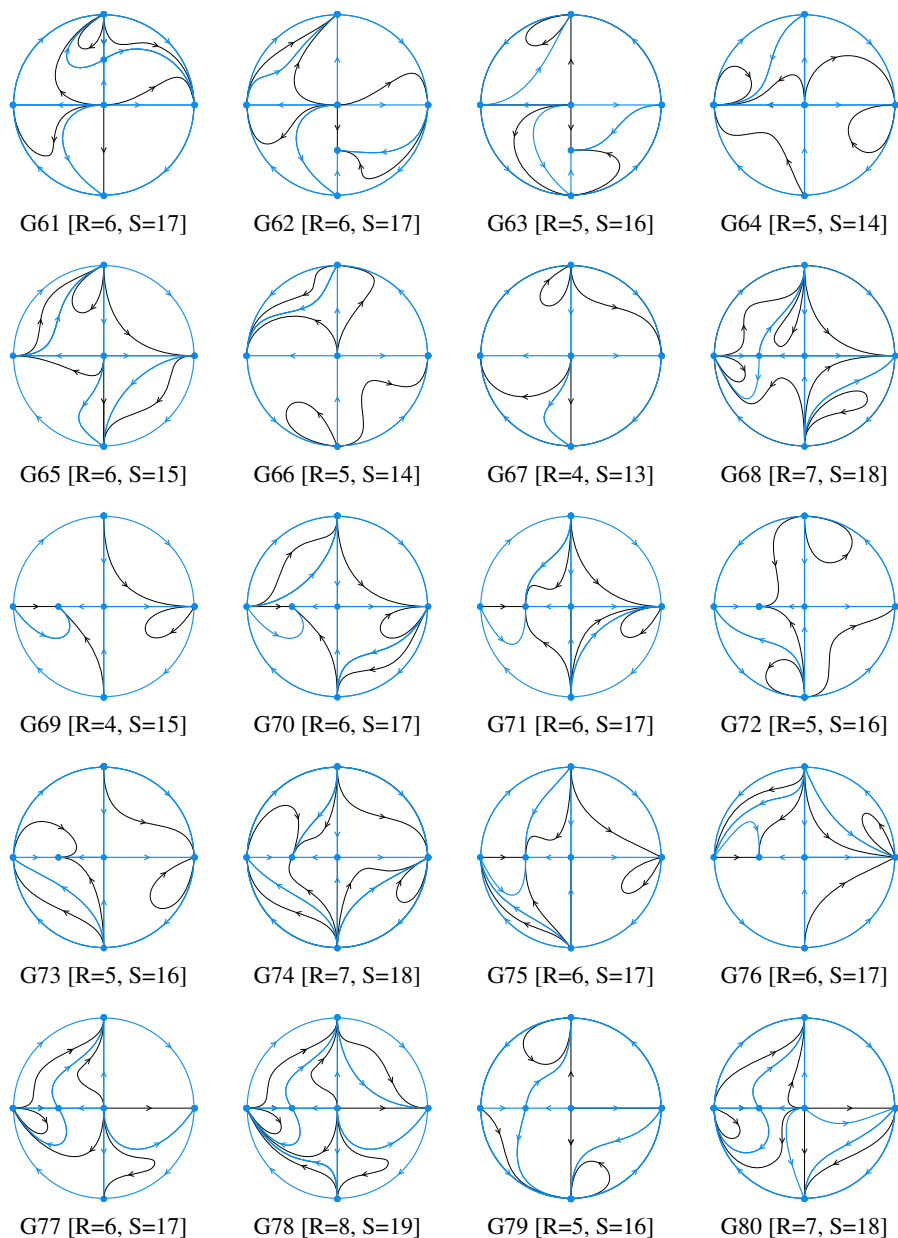 G61 [R=6, S=17] G62 [R=6, S=17] G63 [R=5, S=16] G64 [R=5, S=14]
G65 [R=6, S=15] G66 [R=5, S=14] G67 [R=4, S=13] G68 [R=7, S=18]
G69 [R=4, S=15] G70 [R=6, S=17] G71 [R=6, S=17] G72 [R=5, S=16]
G73 [R=5, S=16] G74 [R=7, S=18] G75 [R=6, S=17] G76 [R=6, S=17]
G77 [R=6, S=17] G78 [R=8, S=19] G79 [R=5, S=16] G80 [R=7, S=18]